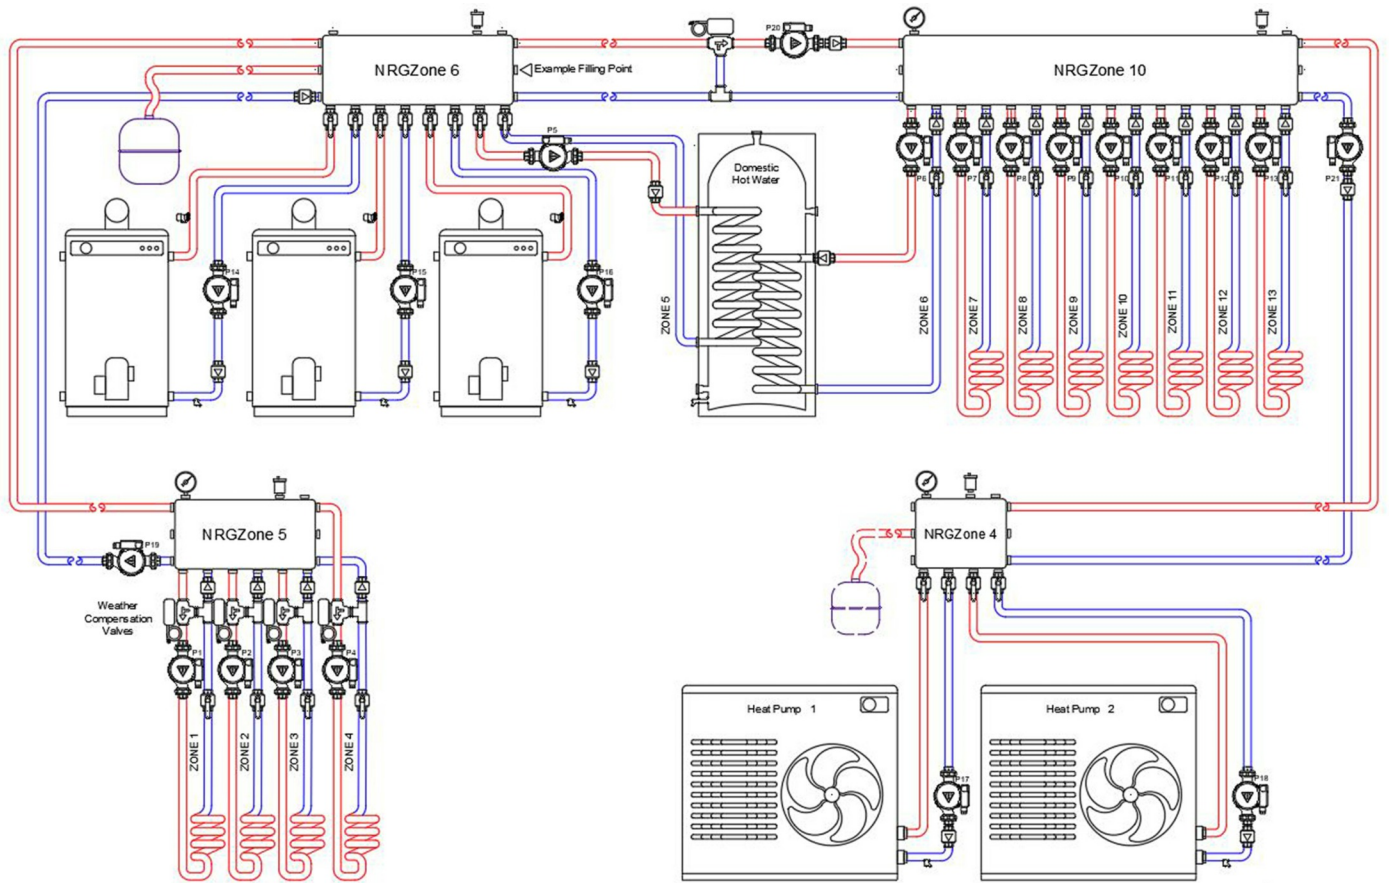 P20
NRGZone 6
Example Filling Point
NRGZone 10
P5
Domestic
Hot Water
P6
P7
P8
P9
P10
P11
P12
P13
P21
P14
P15
P16
ZONE 5
ZONE 6
ZONE 7
ZONE 8
ZONE 9
ZONE 10
ZONE 11
ZONE 12
ZONE 13
NRGZone 5
NRGZone 4
P19
Weather
Compensation
Valves
P1
P2
P3
P4
ZONE 1
ZONE 2
ZONE 3
ZONE 4
Heat Pump 1
Heat Pump 2
P17
P18